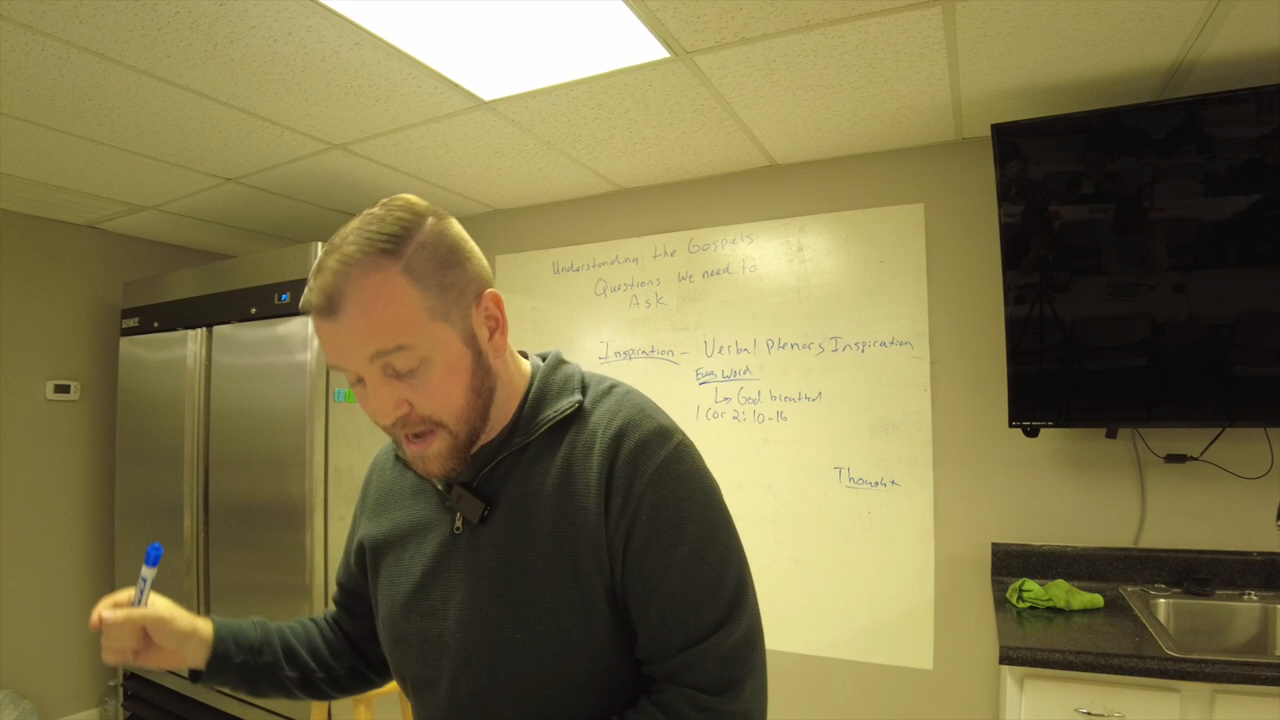 Understanding the Gospels
Questions we need to
Ask
Inspiration - Verbal Plenary Inspiration
Every Word
↳ God breathed
1 Cor 2:10-16
Thought